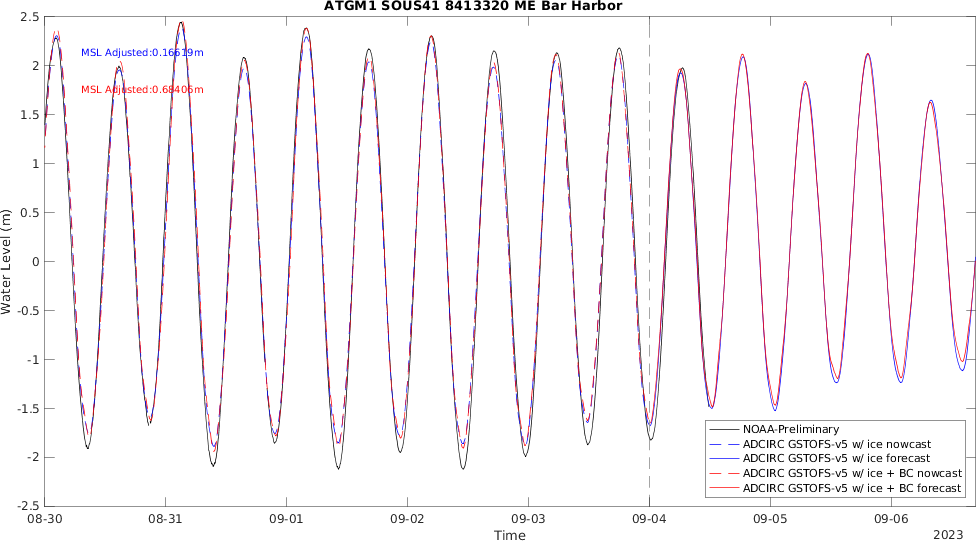 ATGM1 SOUS41 8413320 ME Bar Harbor
2.5
2
1.5
1
0.5
0
-0.5
-1
-1.5
-2
-2.5
Water Level (m)
MSL Adjusted:0.16619m
MSL Adjusted:0.68406m
NOAA-Preliminary
ADCIRC GSTOFS-v5 w/ ice nowcast
ADCIRC GSTOFS-v5 w/ ice forecast
ADCIRC GSTOFS-v5 w/ ice + BC nowcast
ADCIRC GSTOFS-v5 w/ ice + BC forecast
08-30 08-31 09-01 09-02 09-03 09-04 09-05 09-06
Time
2023